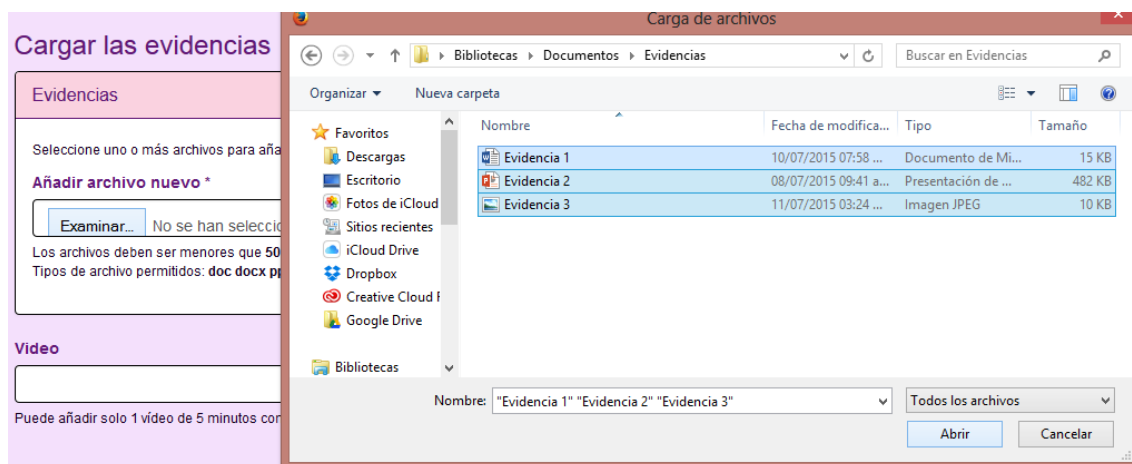 Cargar las evidencias
Evidencias
Seleccione uno o más archivos para aña
Añadir archivo nuevo *
Examinar... No se han seleccio
Los archivos deben ser menores que 50
Tipos de archivo permitidos: doc docx pp
Video
Puede añadir solo 1 vídeo de 5 minutos con
Carga de archivos
Bibliotecas Documentos Evidencias
Buscar en Evidencias
Organizar Nueva carpeta
Favoritos
Descargas
Escritorio
Fotos de iCloud
Sitios recientes
iCloud Drive
Dropbox
Creative Cloud F
Google Drive
Bibliotecas
Nombre Fecha de modifica... Tipo Tamaño
Evidencia 1 10/07/2015 07:58 ... Documento de Mi... 15 KB
Evidencia 2 08/07/2015 09:41 a... Presentación de ... 482 KB
Evidencia 3 11/07/2015 03:24 ... Imagen JPEG 10 KB
Nombre: "Evidencia 1" "Evidencia 2" "Evidencia 3"
Todos los archivos
Abrir Cancelar